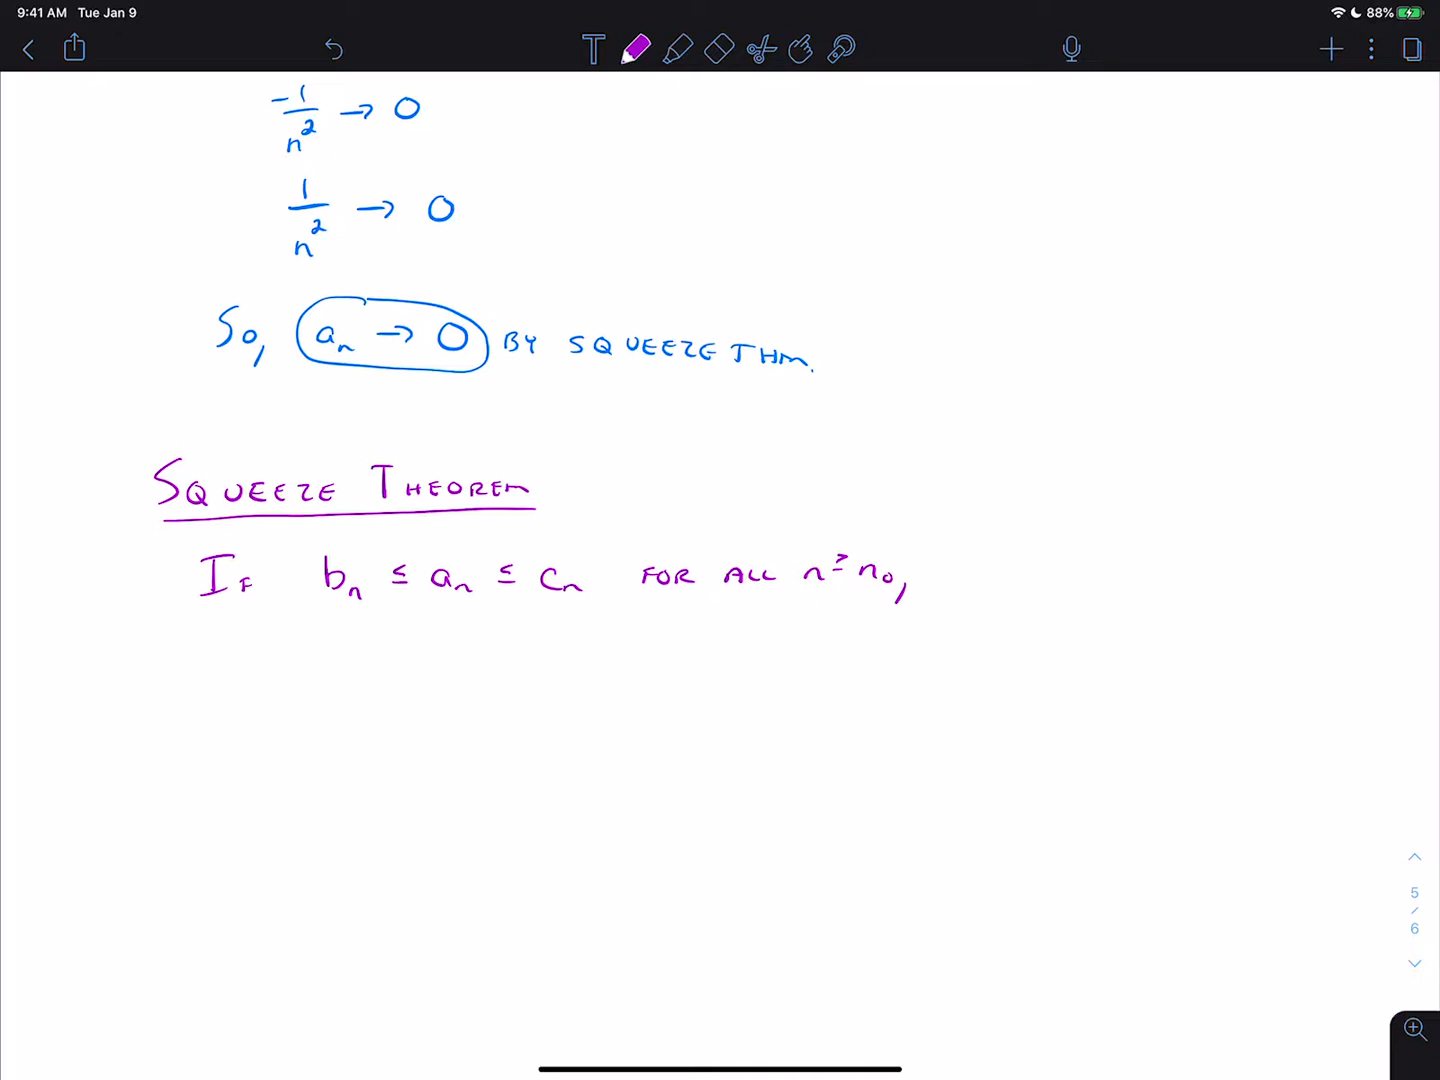 9:41 AM Tue Jan 9 88%
-1/n² → 0
1/n² → 0
So, aₙ → 0 BY SQUEEZE THM.
SQUEEZE THEOREM
IF bₙ ≤ aₙ ≤ cₙ FOR ALL n ≥ n₀,
5
/
6